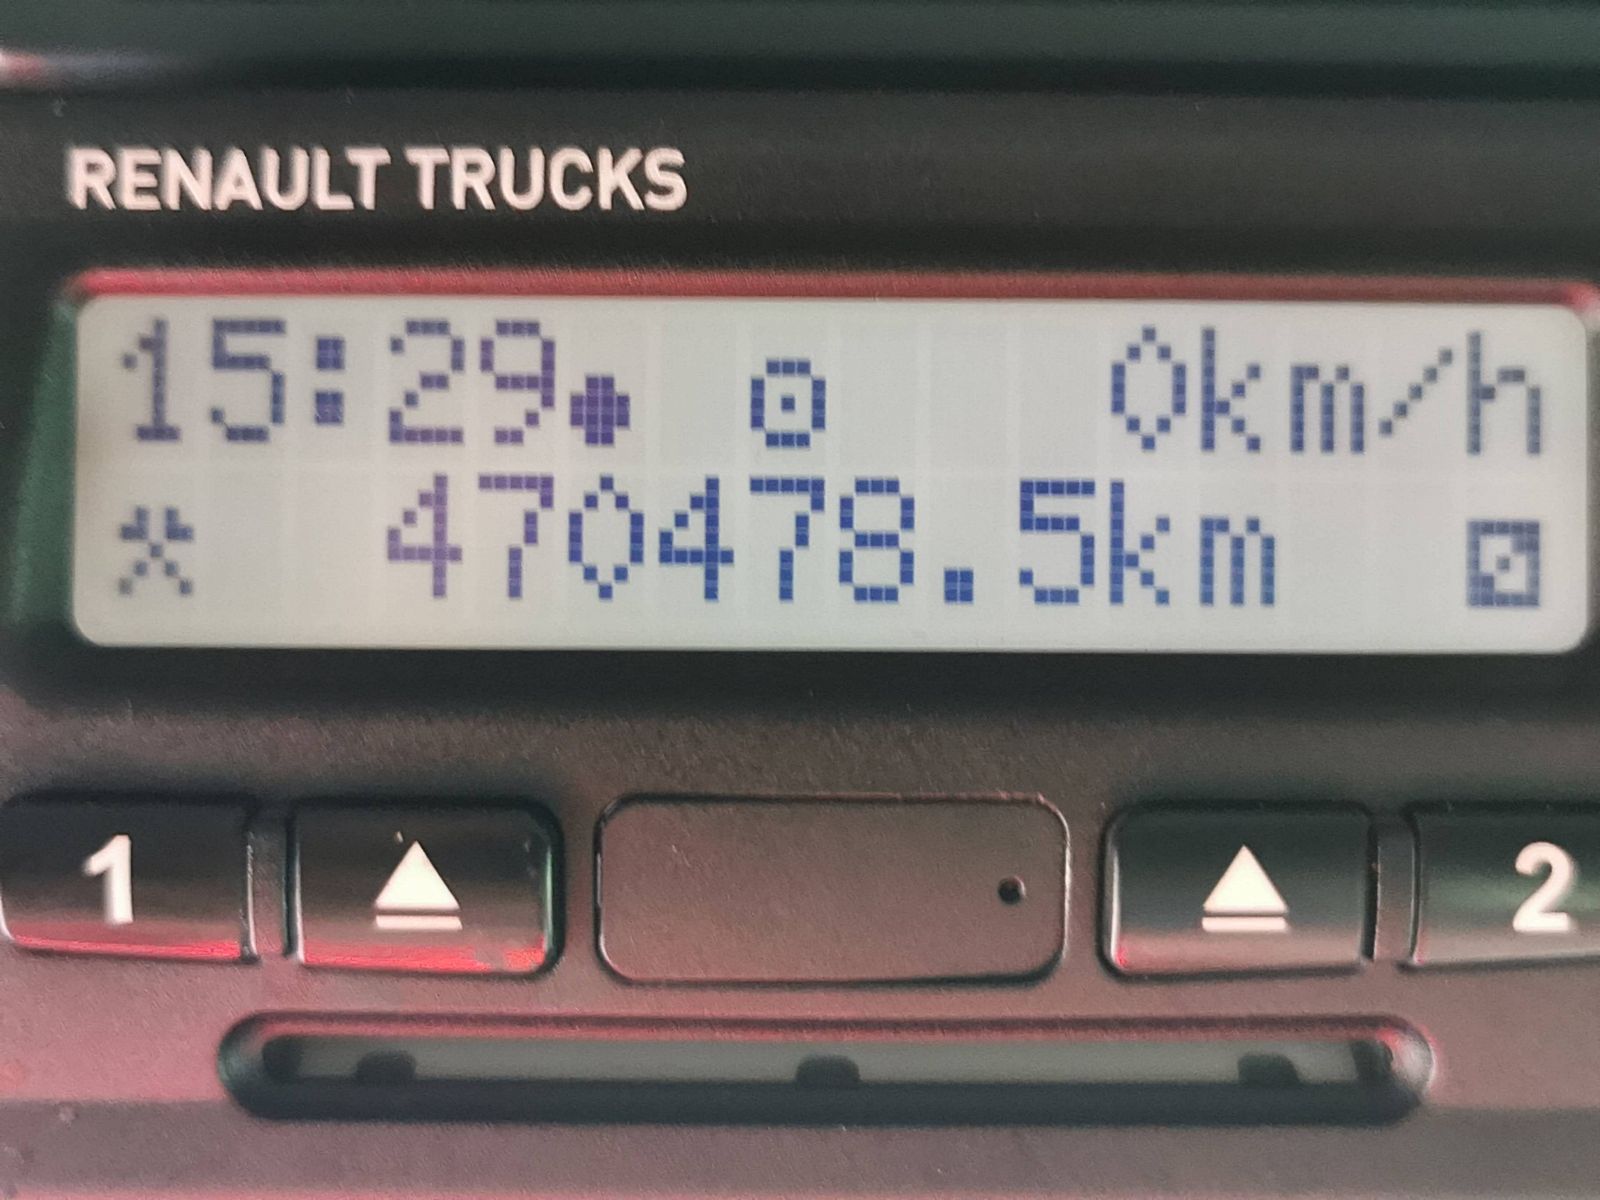 RENAULT TRUCKS
15:29● ⊙ 0km/h
470478.5km
1 2